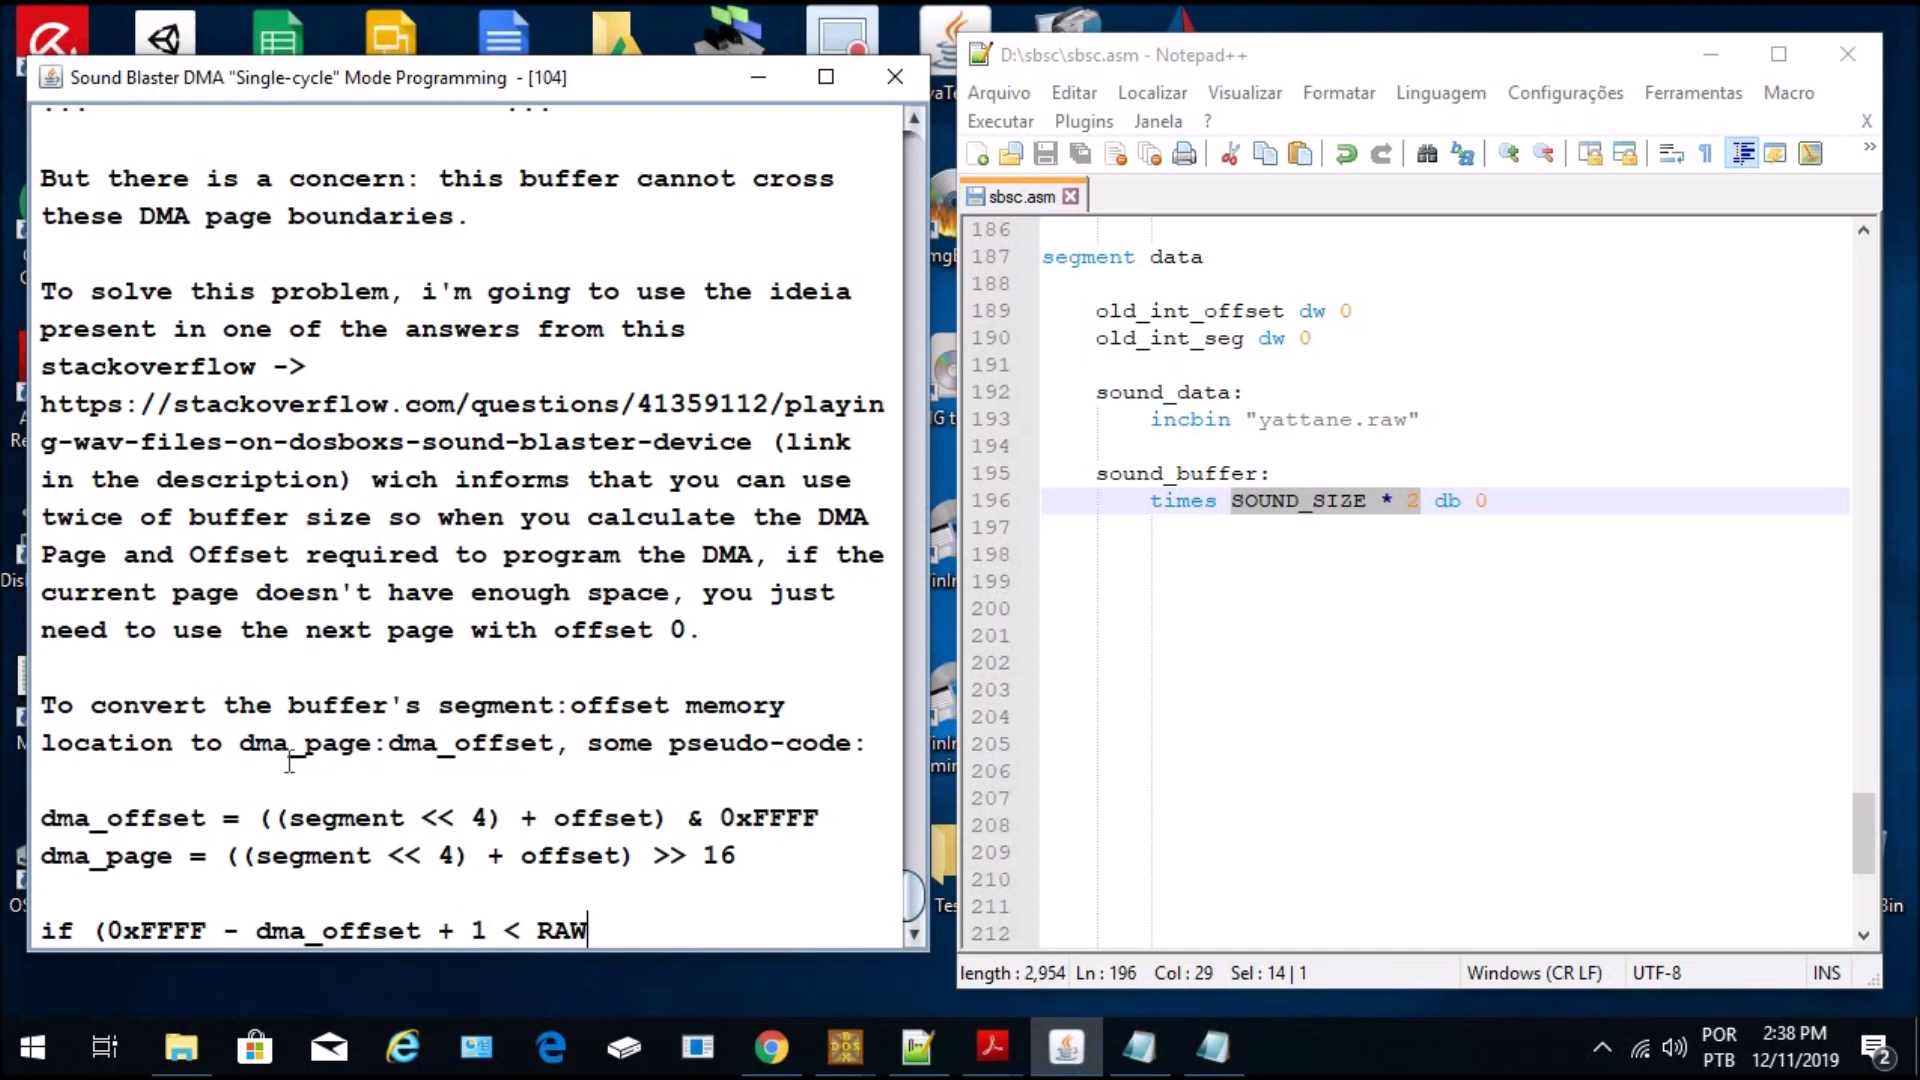 Sound Blaster DMA "Single-cycle" Mode Programming - [104]
... ...
But there is a concern: this buffer cannot cross
these DMA page boundaries.
To solve this problem, i'm going to use the ideia
present in one of the answers from this
stackoverflow ->
https://stackoverflow.com/questions/41359112/playin
g-wav-files-on-dosboxs-sound-blaster-device (link
in the description) wich informs that you can use
twice of buffer size so when you calculate the DMA
Page and Offset required to program the DMA, if the
current page doesn't have enough space, you just
need to use the next page with offset 0.
To convert the buffer's segment:offset memory
location to dma_page:dma_offset, some pseudo-code:
dma_offset = ((segment << 4) + offset) & 0xFFFF
dma_page = ((segment << 4) + offset) >> 16
if (0xFFFF - dma_offset + 1 < RAW
D:\sbsc\sbsc.asm - Notepad++
Arquivo Editar Localizar Visualizar Formatar Linguagem Configurações Ferramentas Macro
Executar Plugins Janela ? X
sbsc.asm
186
187 segment data
188
189 old_int_offset dw 0
190 old_int_seg dw 0
191
192 sound_data:
193 incbin "yattane.raw"
194
195 sound_buffer:
196 times SOUND_SIZE * 2 db 0
197
198
199
200
201
202
203
204
205
206
207
208
209
210
211
212
length : 2,954 Ln : 196 Col : 29 Sel : 14 | 1 Windows (CR LF) UTF-8 INS
POR 2:38 PM
PTB 12/11/2019 2